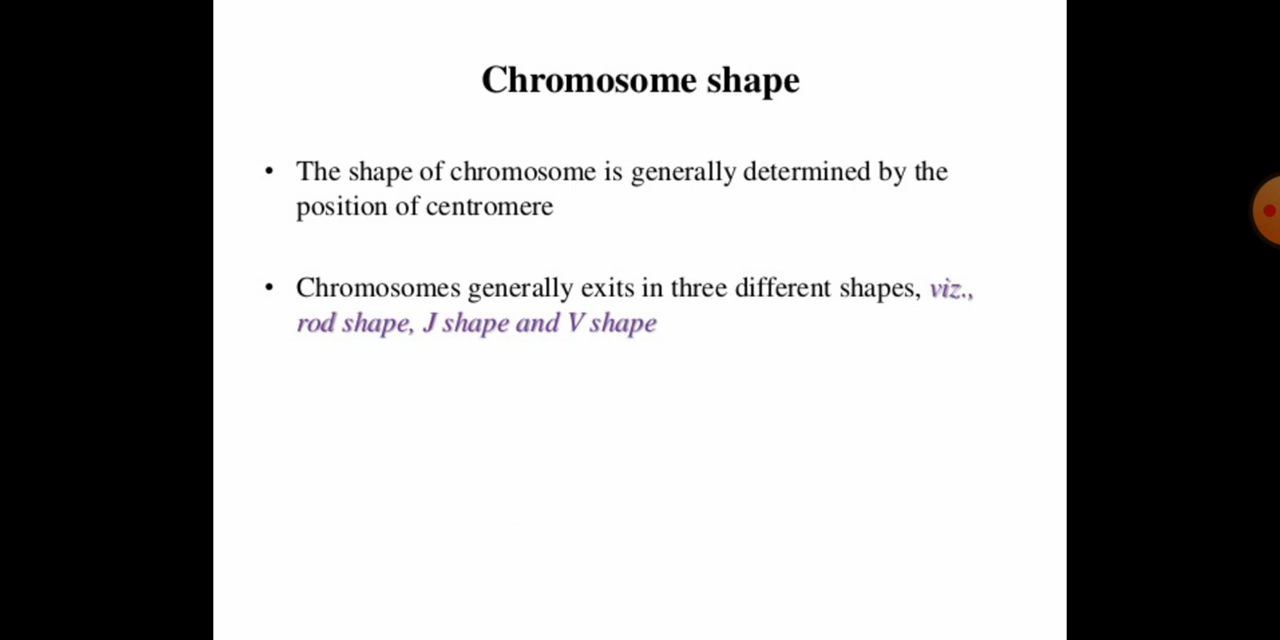 Chromosome shape
• The shape of chromosome is generally determined by the
position of centromere
• Chromosomes generally exits in three different shapes, viz.,
rod shape, J shape and V shape